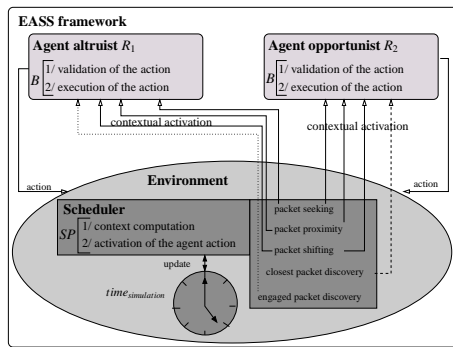 EASS framework
Agent altruist R1
B
1/ validation of the action
2/ execution of the action
Agent opportunist R2
B
1/ validation of the action
2/ execution of the action
contextual activation
contextual activation
action
action
Environment
Scheduler
SP
1/ context computation
2/ activation of the agent action
packet seeking
packet proximity
packet shifting
closest packet discovery
engaged packet discovery
update
timesimulation